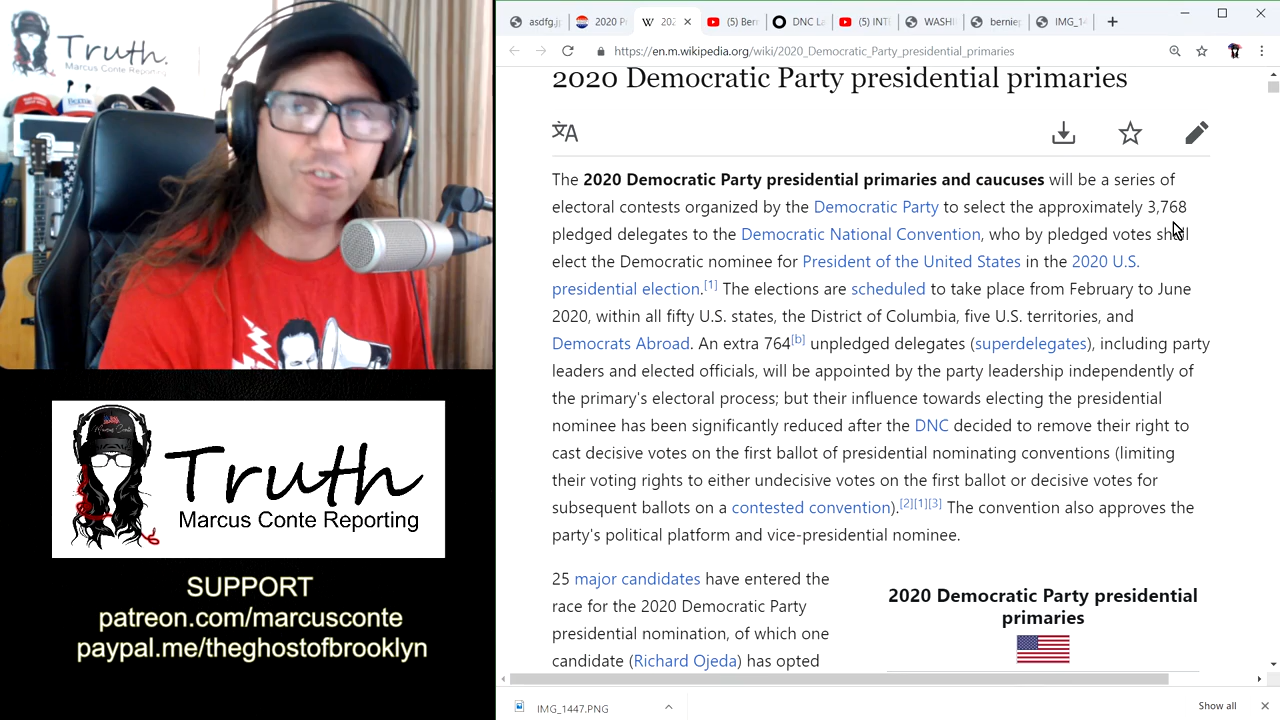 Truth.
Marcus Conte Reporting
Truth
Marcus Conte Reporting
SUPPORT
patreon.com/marcusconte
paypal.me/theghostofbrooklyn
asdfg.j
2020 P
202
(5) Ber
DNC La
(5) INT
WASHI
bernie
IMG_1
https://en.m.wikipedia.org/wiki/2020_Democratic_Party_presidential_primaries
2020 Democratic Party presidential primaries
The 2020 Democratic Party presidential primaries and caucuses will be a series of
electoral contests organized by the Democratic Party to select the approximately 3,768
pledged delegates to the Democratic National Convention, who by pledged votes shall
elect the Democratic nominee for President of the United States in the 2020 U.S.
presidential election.[1] The elections are scheduled to take place from February to June
2020, within all fifty U.S. states, the District of Columbia, five U.S. territories, and
Democrats Abroad. An extra 764[b] unpledged delegates (superdelegates), including party
leaders and elected officials, will be appointed by the party leadership independently of
the primary's electoral process; but their influence towards electing the presidential
nominee has been significantly reduced after the DNC decided to remove their right to
cast decisive votes on the first ballot of presidential nominating conventions (limiting
their voting rights to either undecisive votes on the first ballot or decisive votes for
subsequent ballots on a contested convention).[2][1][3] The convention also approves the
party's political platform and vice-presidential nominee.
25 major candidates have entered the
race for the 2020 Democratic Party
presidential nomination, of which one
candidate (Richard Ojeda) has opted
2020 Democratic Party presidential
primaries
IMG_1447.PNG
Show all